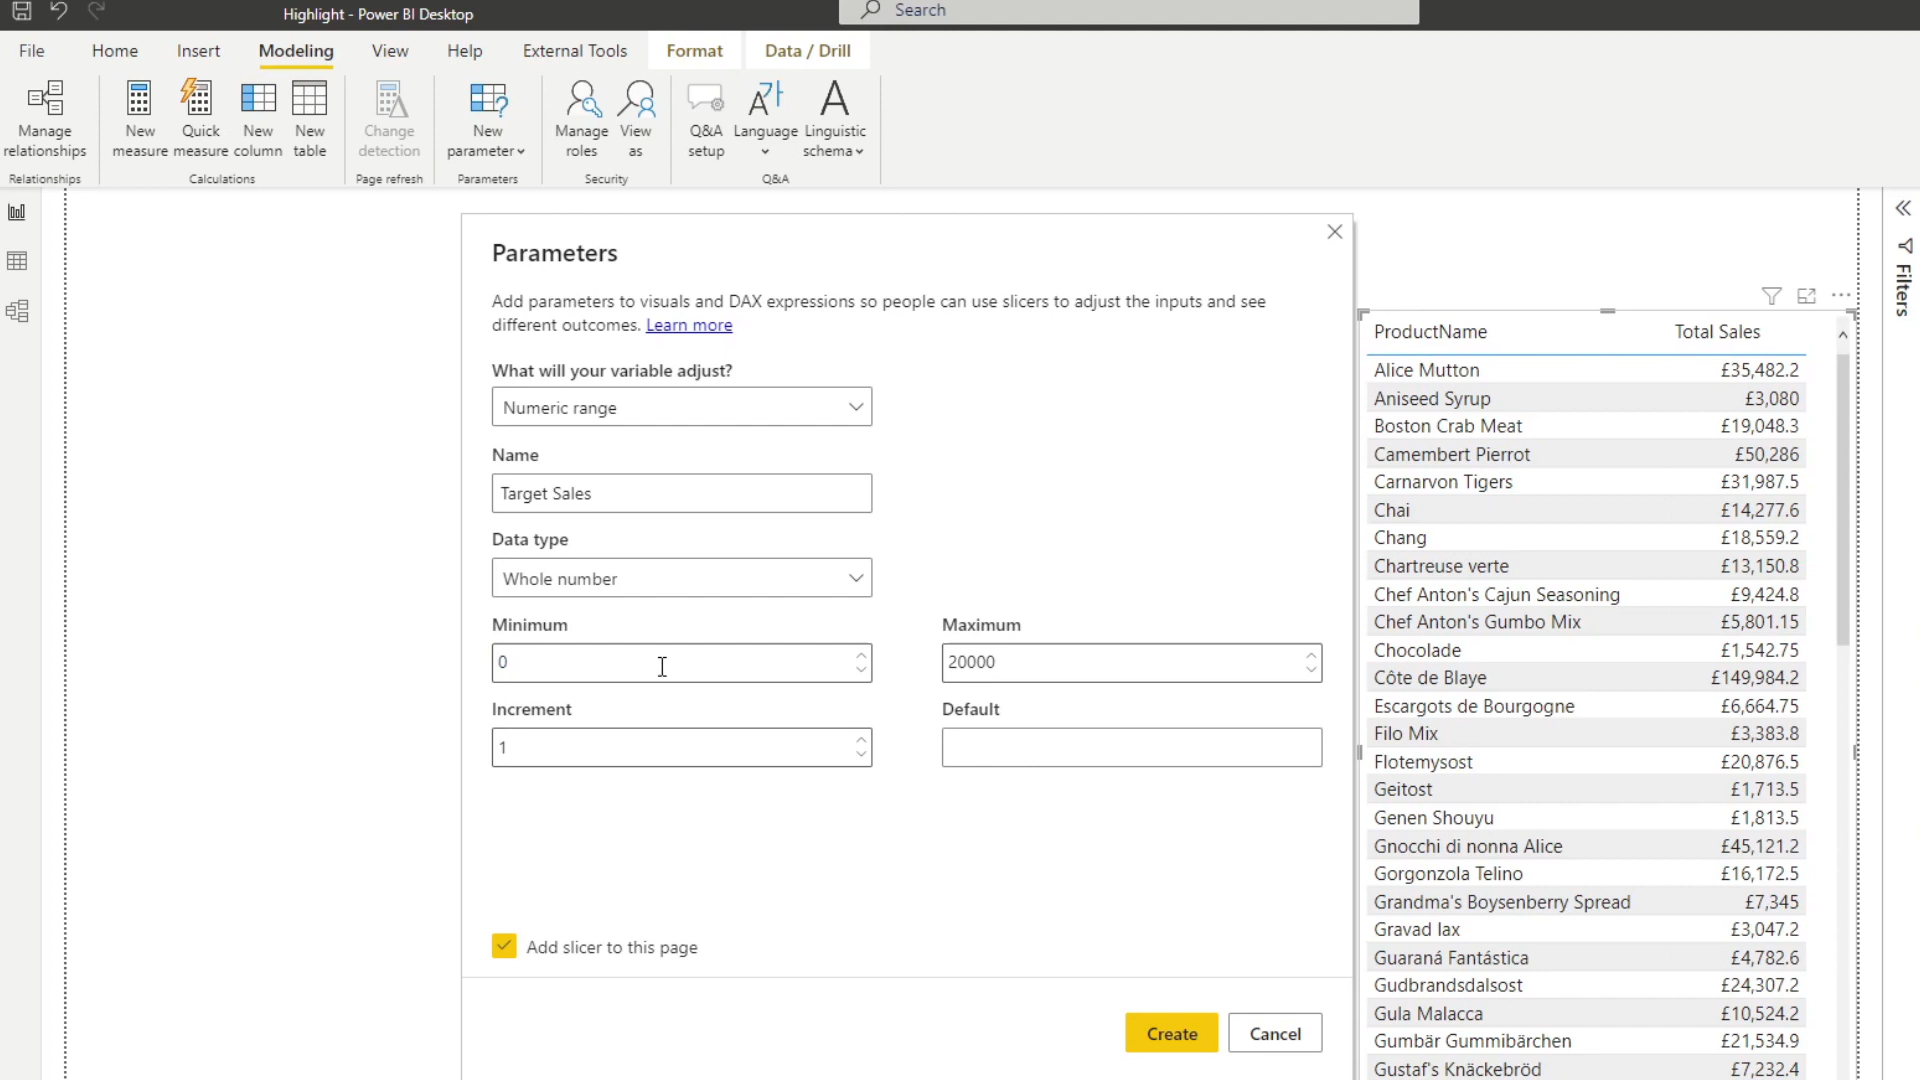 Highlight - Power BI Desktop
Search
File Home Insert Modeling View Help External Tools Format Data / Drill
Manage relationships
New measure
Quick measure
New column
New table
Change detection
New parameter
Manage roles
View as
Q&A setup
Language
Linguistic schema
Relationships
Calculations
Page refresh
Parameters
Security
Q&A
Parameters
Add parameters to visuals and DAX expressions so people can use slicers to adjust the inputs and see
different outcomes. Learn more
What will your variable adjust?
Numeric range
Name
Target Sales
Data type
Whole number
Minimum Maximum
0 20000
Increment Default
1
Add slicer to this page
Create Cancel
ProductName Total Sales
Alice Mutton £35,482.2
Aniseed Syrup £3,080
Boston Crab Meat £19,048.3
Camembert Pierrot £50,286
Carnarvon Tigers £31,987.5
Chai £14,277.6
Chang £18,559.2
Chartreuse verte £13,150.8
Chef Anton's Cajun Seasoning £9,424.8
Chef Anton's Gumbo Mix £5,801.15
Chocolade £1,542.75
Côte de Blaye £149,984.2
Escargots de Bourgogne £6,664.75
Filo Mix £3,383.8
Flotemysost £20,876.5
Geitost £1,713.5
Genen Shouyu £1,813.5
Gnocchi di nonna Alice £45,121.2
Gorgonzola Telino £16,172.5
Grandma's Boysenberry Spread £7,345
Gravad lax £3,047.2
Guaraná Fantástica £4,782.6
Gudbrandsdalsost £24,307.2
Gula Malacca £10,524.2
Gumbär Gummibärchen £21,534.9
Gustaf's Knäckebröd £7,232.4
Filters